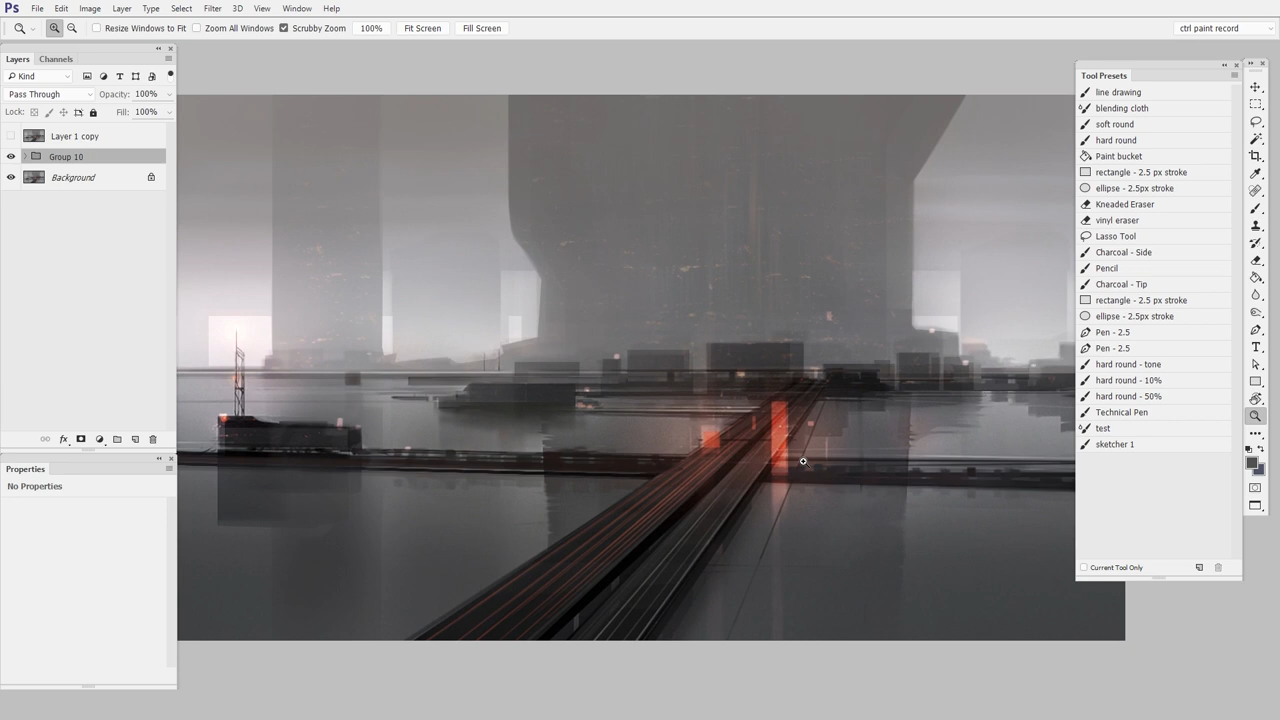 Ps File Edit Image Layer Type Select Filter 3D View Window Help
Resize Windows to Fit Zoom All Windows Scrubby Zoom 100% Fit Screen Fill Screen ctrl paint record
Layers Channels
Kind
Pass Through Opacity: 100%
Lock: Fill: 100%
Layer 1 copy
Group 10
Background
fx
Properties
No Properties
Tool Presets
line drawing
blending cloth
soft round
hard round
Paint bucket
rectangle - 2.5 px stroke
ellipse - 2.5px stroke
Kneaded Eraser
vinyl eraser
Lasso Tool
Charcoal - Side
Pencil
Charcoal - Tip
rectangle - 2.5 px stroke
ellipse - 2.5px stroke
Pen - 2.5
Pen - 2.5
hard round - tone
hard round - 10%
hard round - 50%
Technical Pen
test
sketcher 1
Current Tool Only